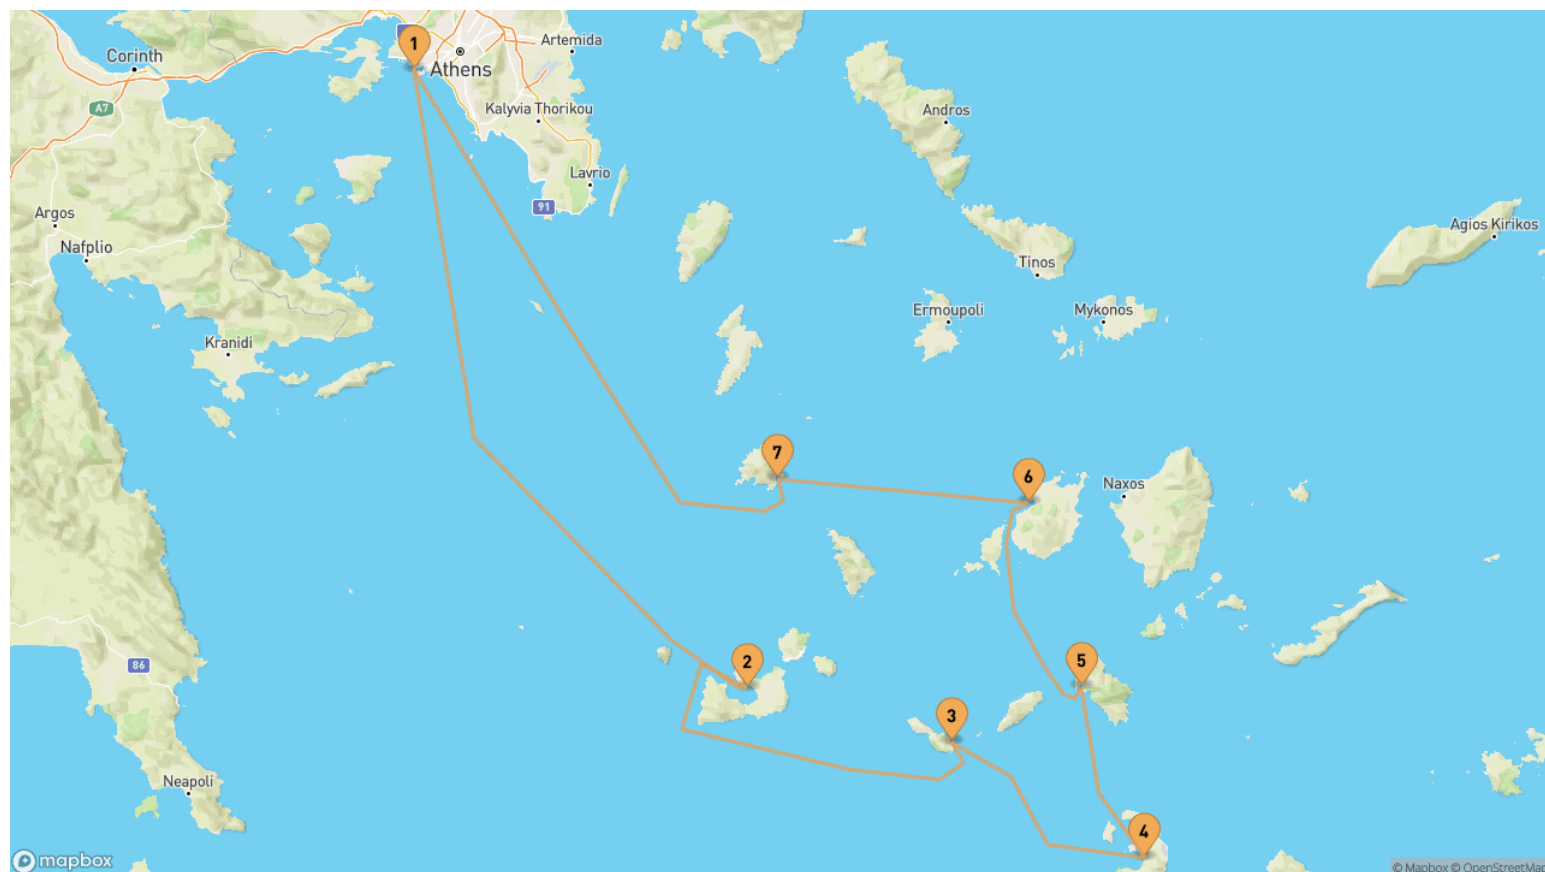 1
Artemida
Corinth
Athens
A7
Kalyvia Thorikou
Andros
Lavrio
91
Argos
Agios Kirikos
Nafplio
Tinos
Ermoupoli
Mykonos
Kranidi
7
6
Naxos
2
5
86
3
Neapoli
4
mapbox
© Mapbox © OpenStreetMap